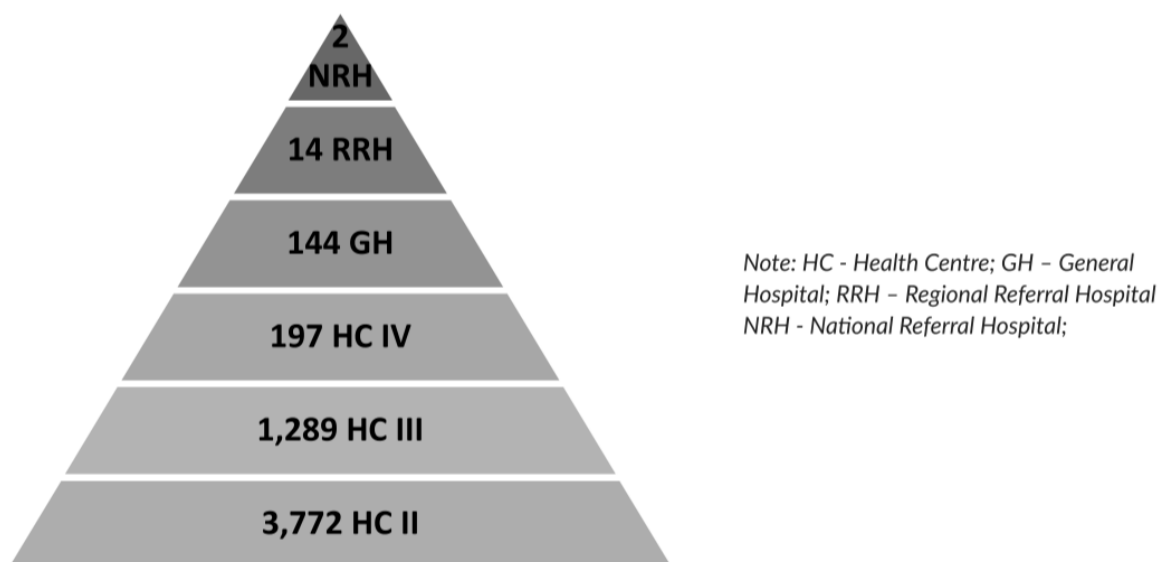 2
NRH
14 RRH
144 GH
197 HC IV
1,289 HC III
3,772 HC II
Note: HC - Health Centre; GH – General
Hospital; RRH – Regional Referral Hospital
NRH - National Referral Hospital;